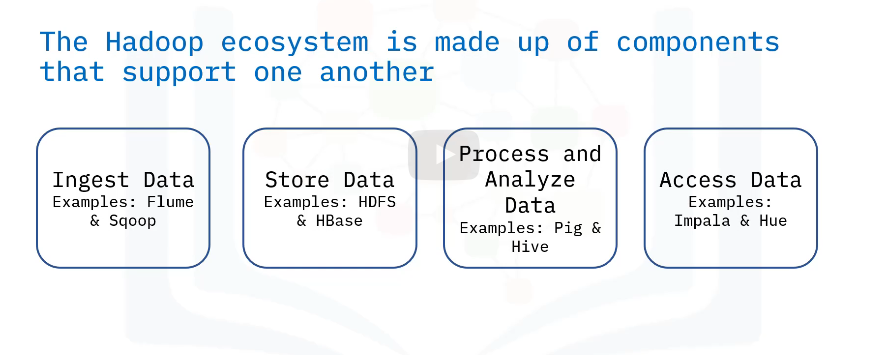 The Hadoop ecosystem is made up of components
that support one another
Ingest Data
Examples: Flume
& Sqoop
Store Data
Examples: HDFS
& HBase
Process and
Analyze
Data
Examples: Pig &
Hive
Access Data
Examples:
Impala & Hue